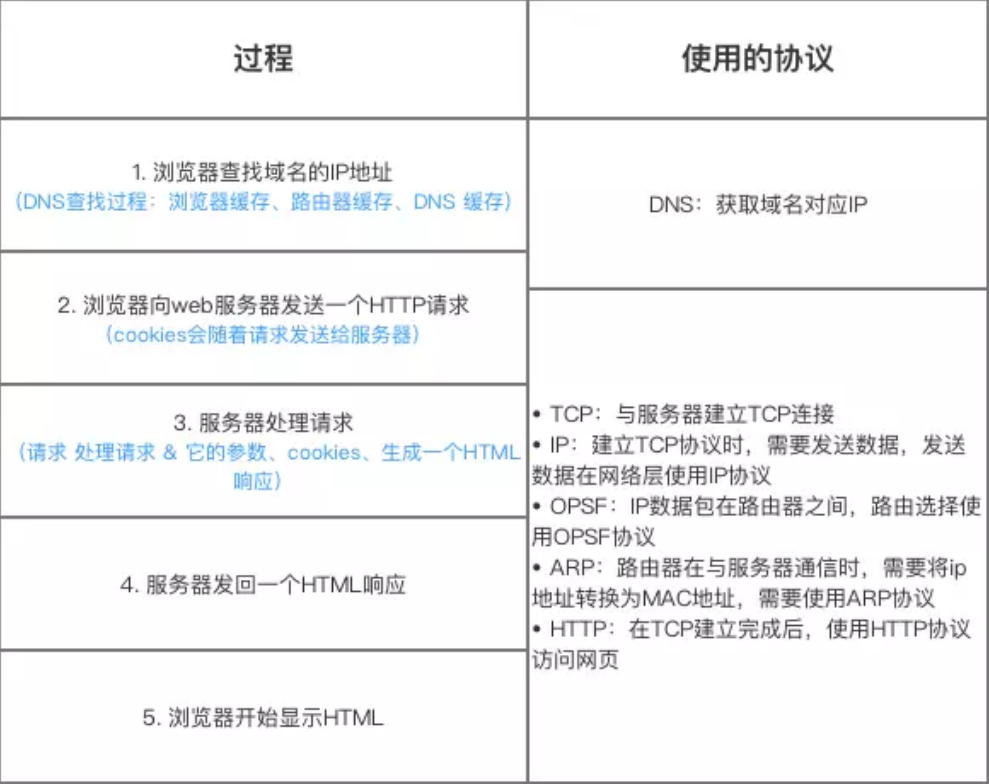 过程
使用的协议
1. 浏览器查找域名的IP地址
（DNS查找过程：浏览器缓存、路由器缓存、DNS 缓存）
DNS：获取域名对应IP
2. 浏览器向web服务器发送一个HTTP请求
（cookies会随着请求发送给服务器）
3. 服务器处理请求
（请求 处理请求 & 它的参数、cookies、生成一个HTML
响应）
4. 服务器发回一个HTML响应
5. 浏览器开始显示HTML
• TCP：与服务器建立TCP连接
• IP：建立TCP协议时，需要发送数据，发送
数据在网络层使用IP协议
• OPSF：IP数据包在路由器之间，路由选择使
用OPSF协议
• ARP：路由器在与服务器通信时，需要将ip
地址转换为MAC地址，需要使用ARP协议
• HTTP：在TCP建立完成后，使用HTTP协议
访问网页